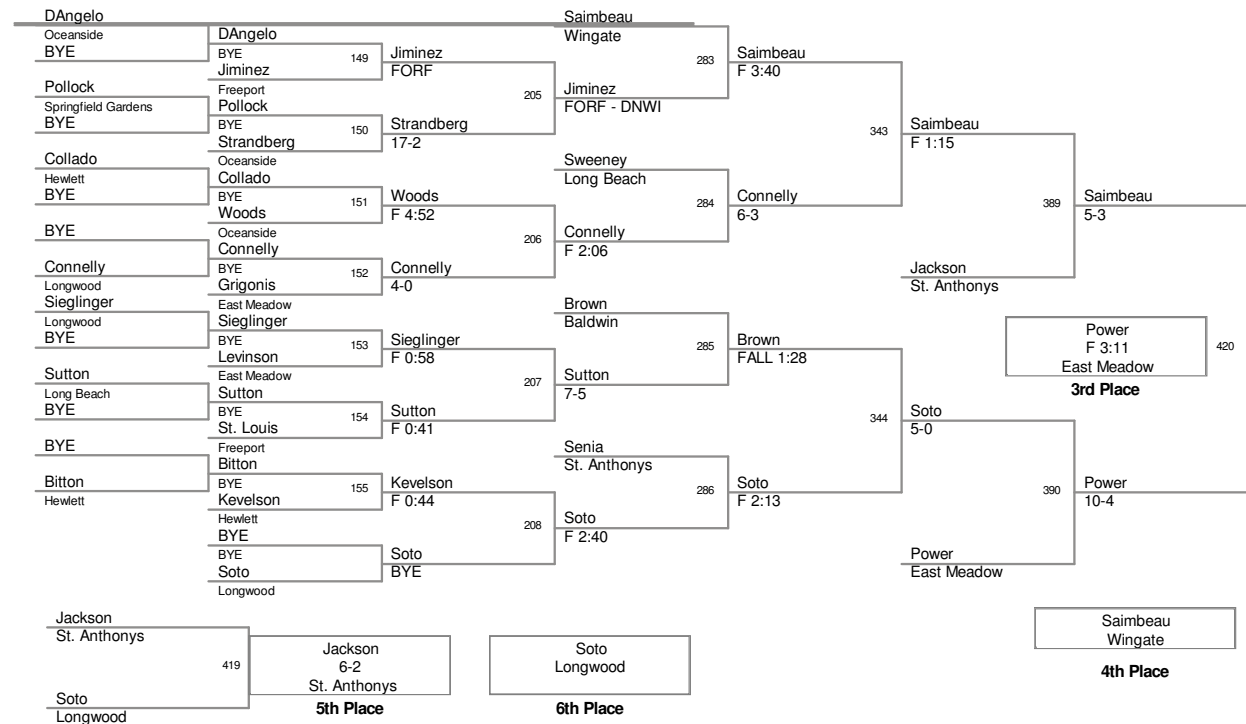 DAngelo
Oceanside
BYE
Pollock
Springfield Gardens
BYE
Collado
Hewlett
BYE
BYE
Connelly
Longwood
Sieglinger
Longwood
BYE
Sutton
Long Beach
BYE
BYE
Bitton
Hewlett
DAngelo
BYE
149
Jiminez
Freeport
Pollock
BYE
150
Strandberg
Oceanside
Collado
BYE
151
Woods
Oceanside
Connelly
BYE
152
Grigonis
East Meadow
Sieglinger
BYE
153
Levinson
East Meadow
Sutton
BYE
154
St. Louis
Freeport
Bitton
BYE
155
Kevelson
Hewlett
BYE
BYE
Soto
Longwood
Jiminez
FORF
205
Strandberg
17-2
Woods
F 4:52
206
Connelly
4-0
Sieglinger
F 0:58
207
Sutton
F 0:41
Kevelson
F 0:44
208
Soto
BYE
Saimbeau
Wingate
283
Jiminez
FORF - DNWI
Sweeney
Long Beach
284
Connelly
F 2:06
Brown
Baldwin
285
Sutton
7-5
Senia
St. Anthonys
286
Soto
F 2:40
Saimbeau
F 3:40
343
Connelly
6-3
Brown
FALL 1:28
344
Soto
F 2:13
Saimbeau
F 1:15
389
Jackson
St. Anthonys
Soto
5-0
390
Power
East Meadow
Saimbeau
5-3
Power
F 3:11
East Meadow
420
3rd Place
Power
10-4
Saimbeau
Wingate
4th Place
Jackson
St. Anthonys
419
Soto
Longwood
Jackson
6-2
St. Anthonys
5th Place
Soto
Longwood
6th Place